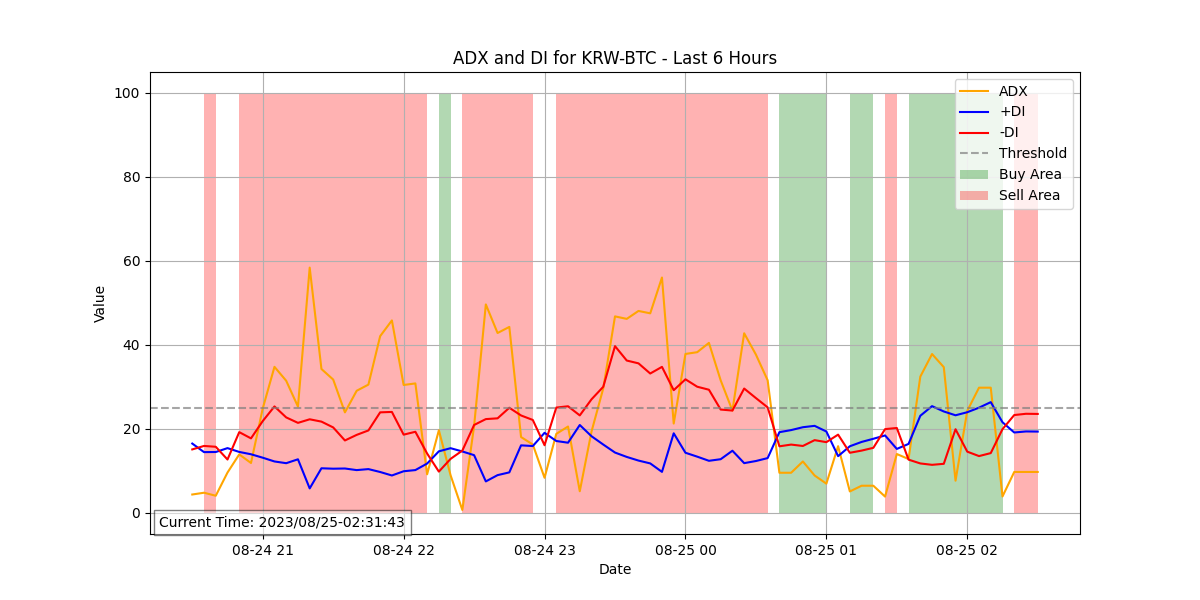 ADX and DI for KRW-BTC - Last 6 Hours
100
80
60
40
20
0
Value
ADX
+DI
-DI
Threshold
Buy Area
Sell Area
Current Time: 2023/08/25-02:31:43
08-24 21
08-24 22
08-24 23
08-25 00
08-25 01
08-25 02
Date